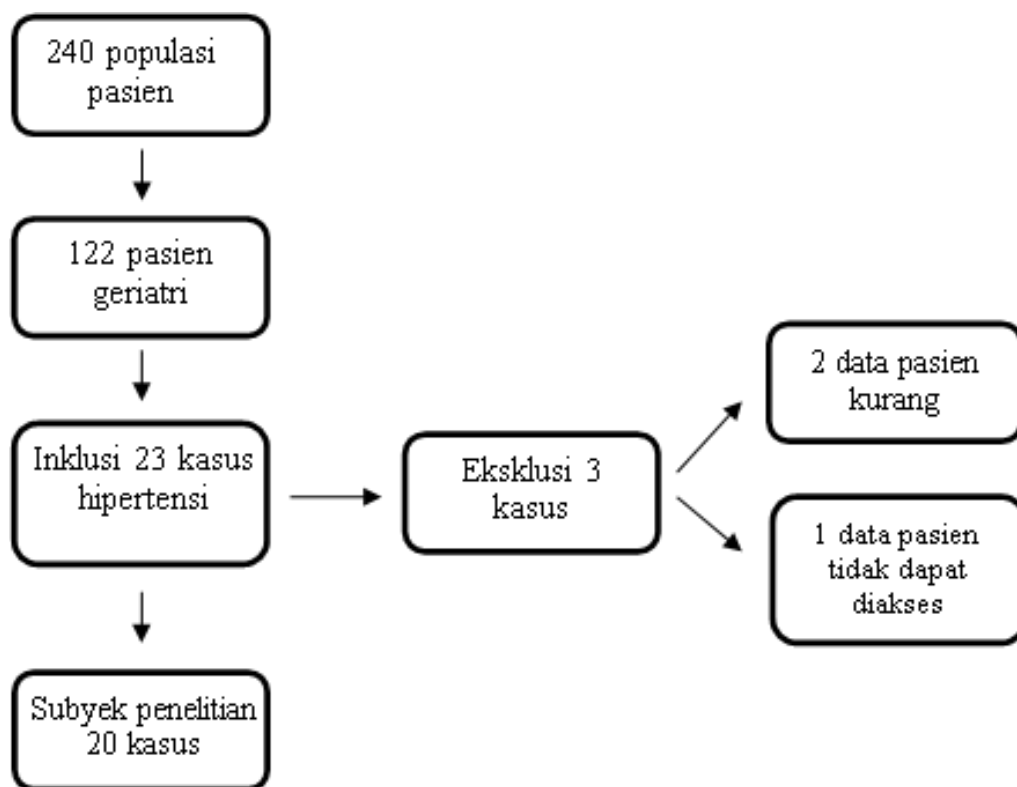 240 populasi
pasien
122 pasien
geriatri
Inklusi 23 kasus
hipertensi
Eksklusi 3
kasus
2 data pasien
kurang
1 data pasien
tidak dapat
diakses
Subyek penelitian
20 kasus